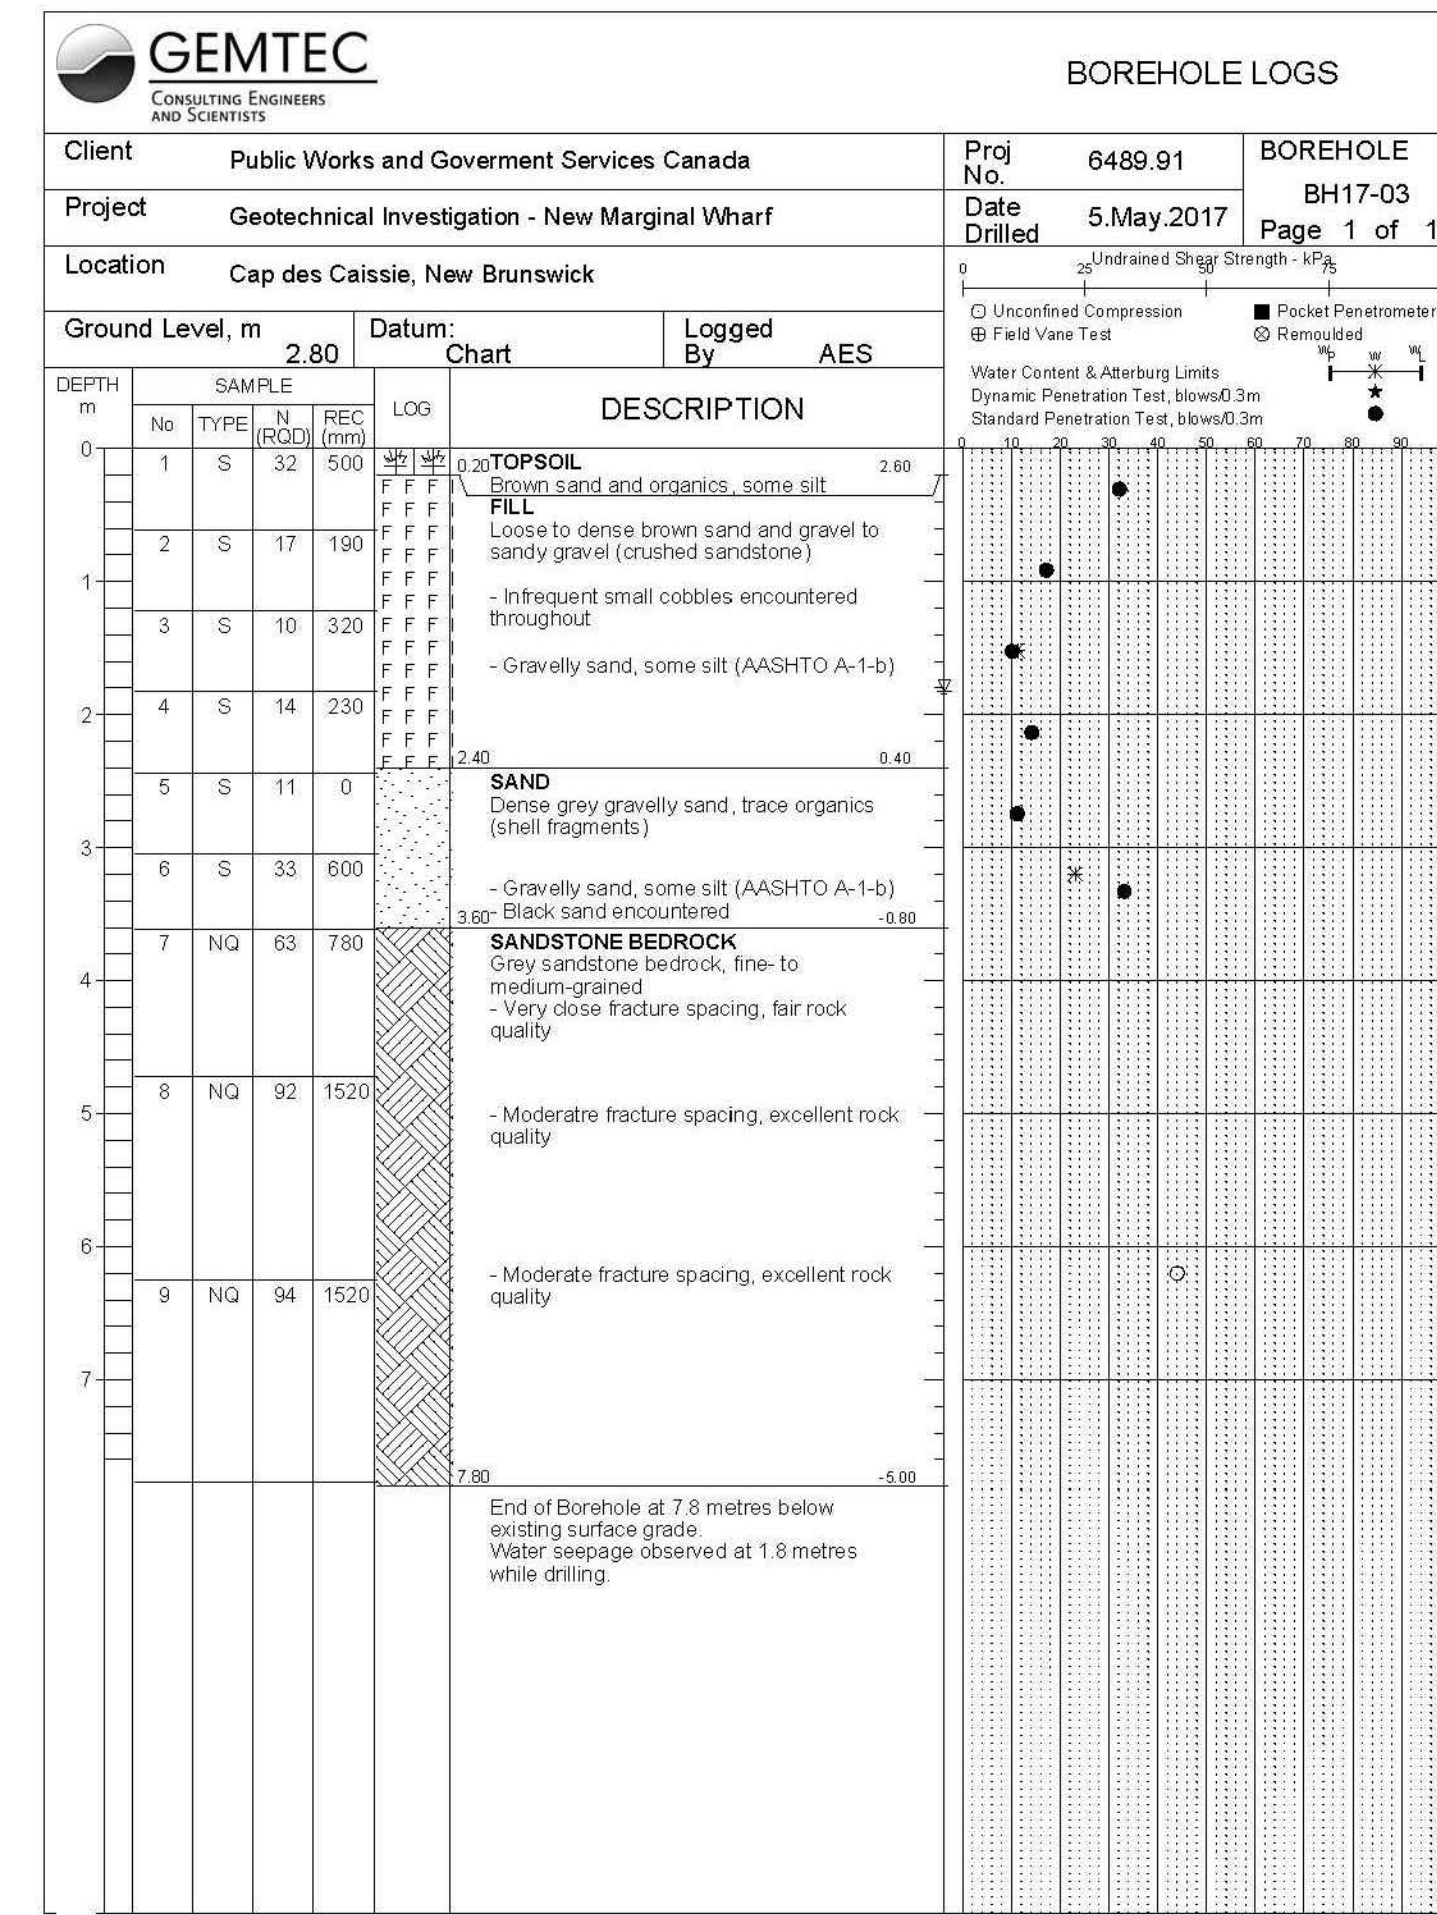 GEMTEC
CONSULTING ENGINEERS
AND SCIENTISTS
BOREHOLE LOGS
Client
Public Works and Goverment Services Canada
Proj
No.
6489.91
BOREHOLE
BH17-03
Page 1 of 1
Project
Geotechnical Investigation - New Marginal Wharf
Date
Drilled
5.May.2017
Location
Cap des Caissie, New Brunswick
Ground Level, m
2.80
Datum:
Chart
Logged
By
AES
Undrained Shear Strength - kPa
0 25 50 75
Unconfined Compression
Pocket Penetrometer
Field Vane Test
Remoulded
Water Content & Atterburg Limits
Wp W WL
Dynamic Penetration Test, blows/0.3m
Standard Penetration Test, blows/0.3m
0 10 20 30 40 50 60 70 80 90
DEPTH
m
SAMPLE
No TYPE N
(RQD) REC
(mm)
LOG
DESCRIPTION
0
1 S 32 500
0.20 TOPSOIL 2.60
Brown sand and organics, some silt
F F F
FILL
F F F
Loose to dense brown sand and gravel to
F F F
2 S 17 190
sandy gravel (crushed sandstone)
F F F
1
F F F
- Infrequent small cobbles encountered
F F F
throughout
3 S 10 320
F F F
F F F
- Gravelly sand, some silt (AASHTO A-1-b)
F F F
F F F
4 S 14 230
2
F F F
F F F
F F F
2.40 0.40
5 S 11 0
SAND
Dense grey gravelly sand, trace organics
(shell fragments)
3
6 S 33 600
- Gravelly sand, some silt (AASHTO A-1-b)
3.60 - Black sand encountered -0.80
7 NQ 63 780
SANDSTONE BEDROCK
Grey sandstone bedrock, fine- to
4
medium-grained
- Very close fracture spacing, fair rock
quality
8 NQ 92 1520
5
- Moderatre fracture spacing, excellent rock
quality
6
- Moderate fracture spacing, excellent rock
9 NQ 94 1520
quality
7
7.80 -5.00
End of Borehole at 7.8 metres below
existing surface grade.
Water seepage observed at 1.8 metres
while drilling.